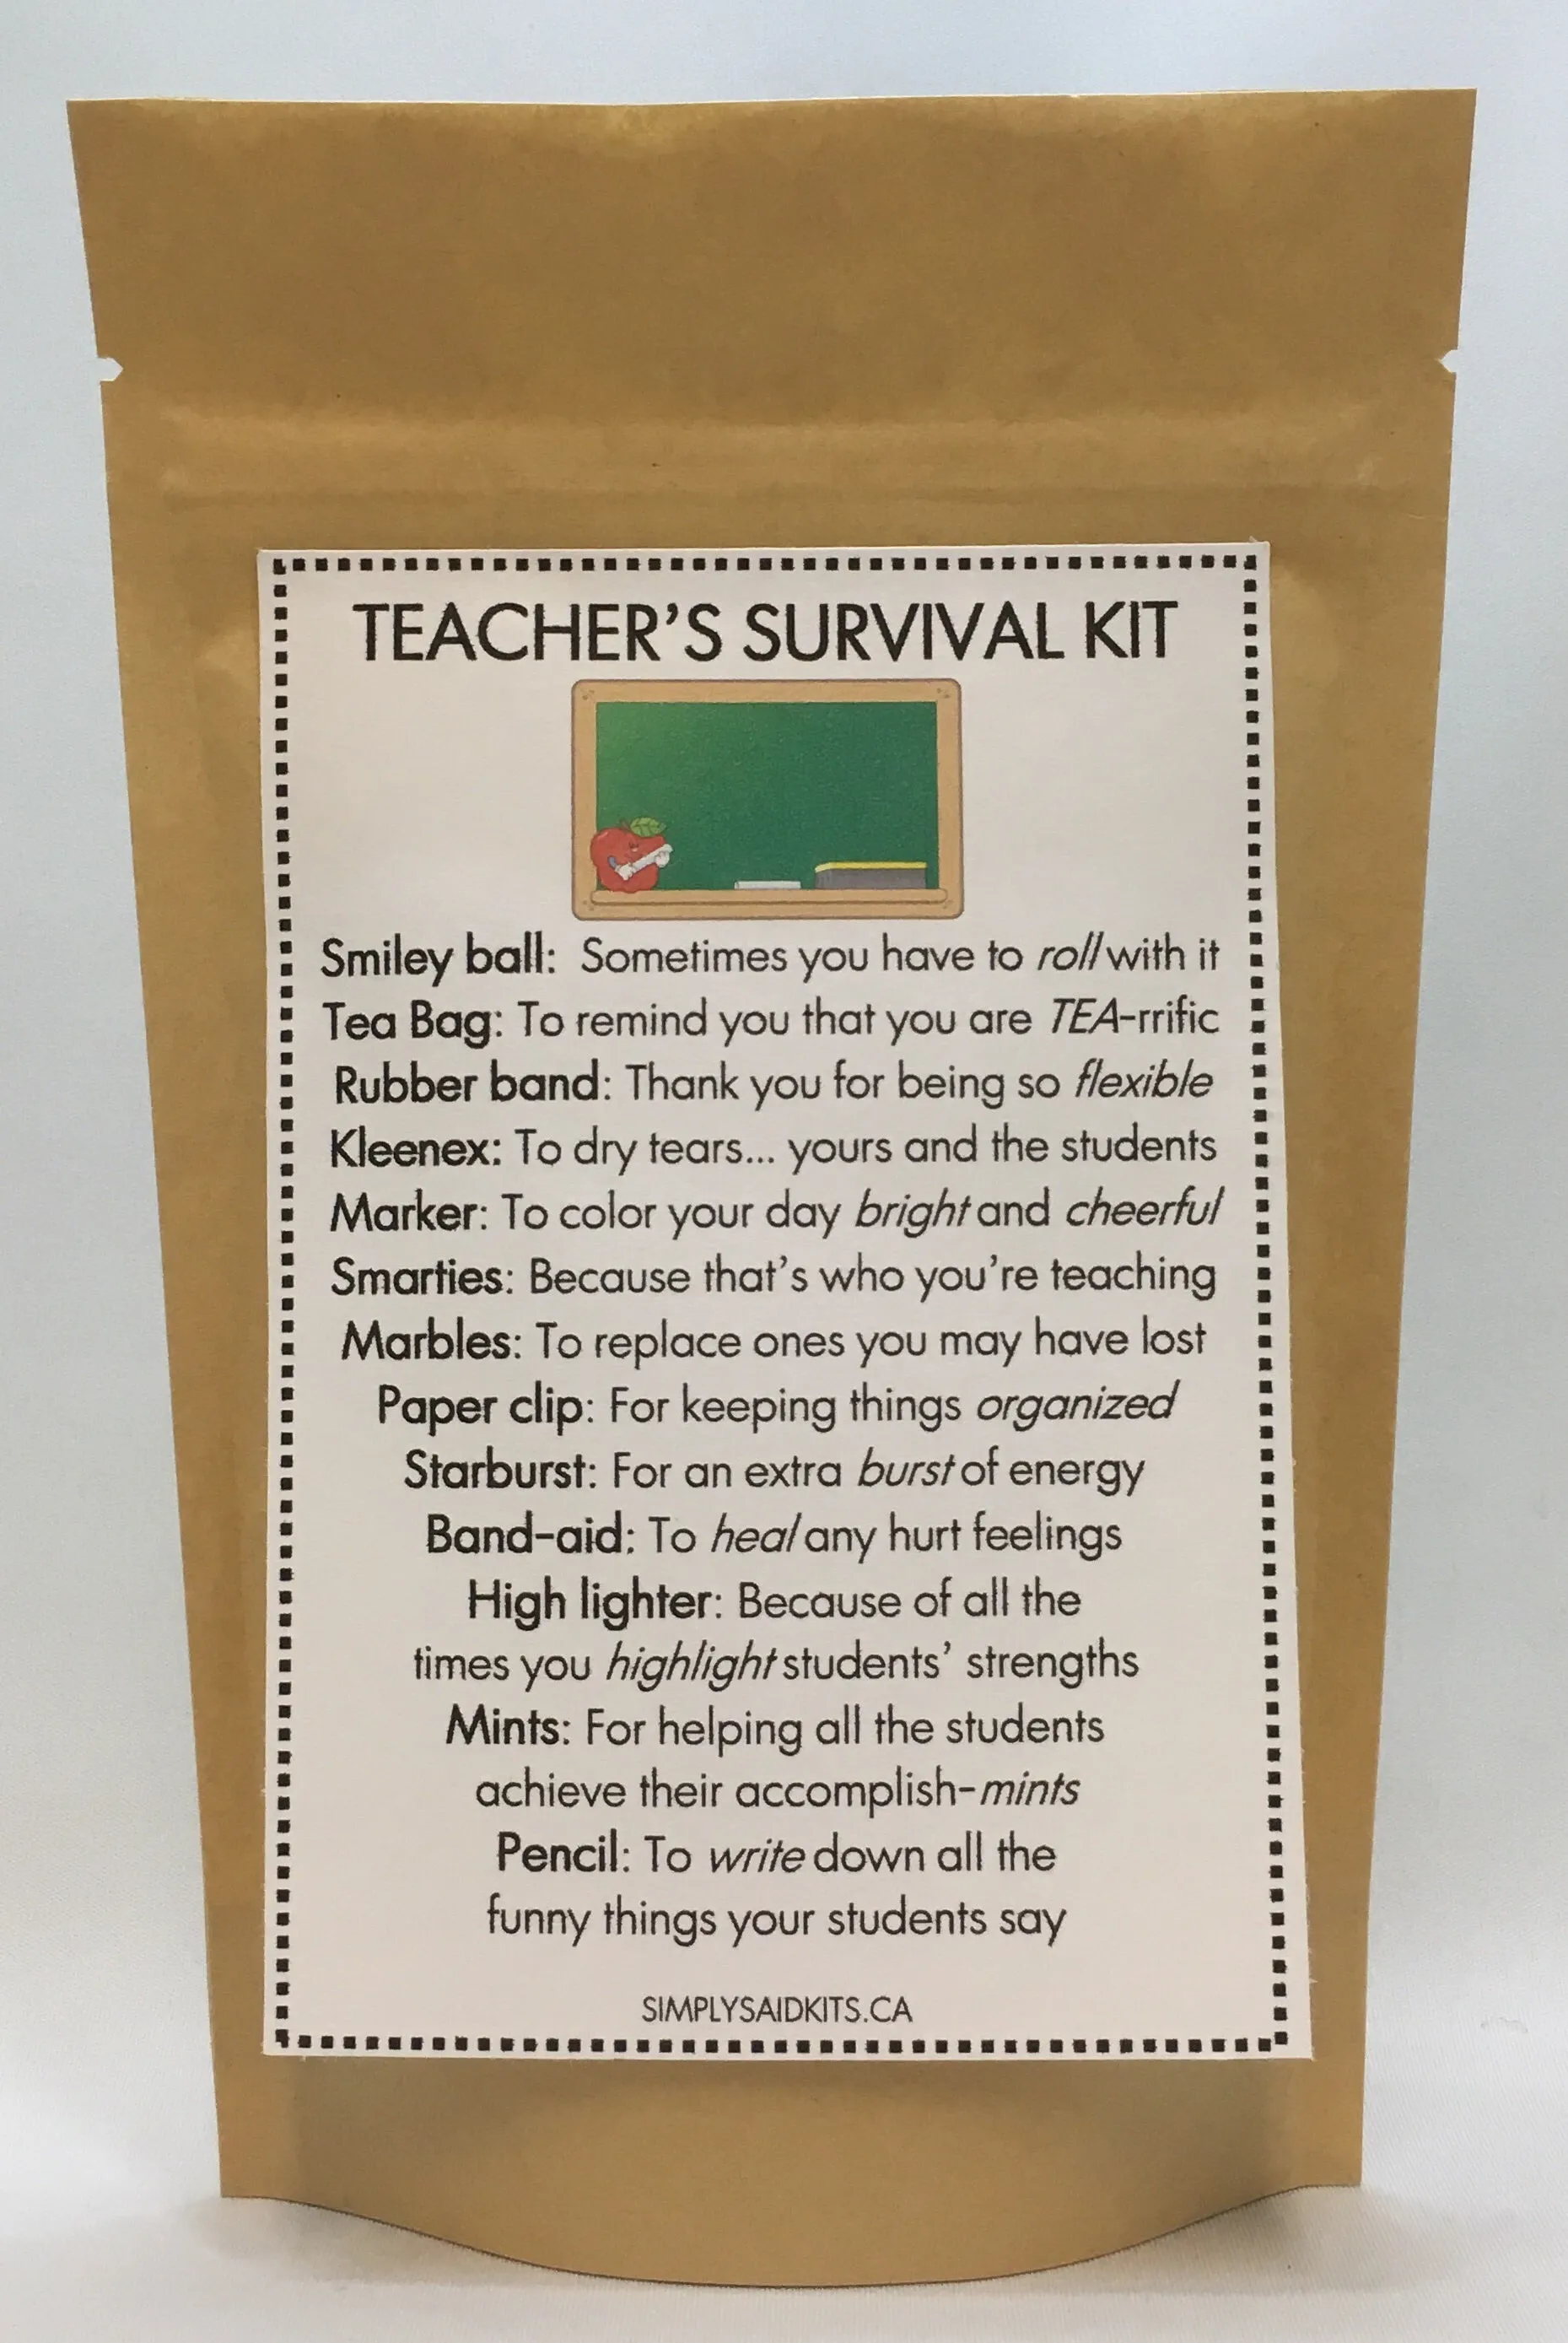 TEACHER'S SURVIVAL KIT
Smiley ball: Sometimes you have to roll with it
Tea Bag: To remind you that you are TEA-rrific
Rubber band: Thank you for being so flexible
Kleenex: To dry tears... yours and the students
Marker: To color your day bright and cheerful
Smarties: Because that's who you're teaching
Marbles: To replace ones you may have lost
Paper clip: For keeping things organized
Starburst: For an extra burst of energy
Band-aid: To heal any hurt feelings
High lighter: Because of all the
times you highlight students' strengths
Mints: For helping all the students
achieve their accomplish-mints
Pencil: To write down all the
funny things your students say
SIMPLYSAIDKITS.CA